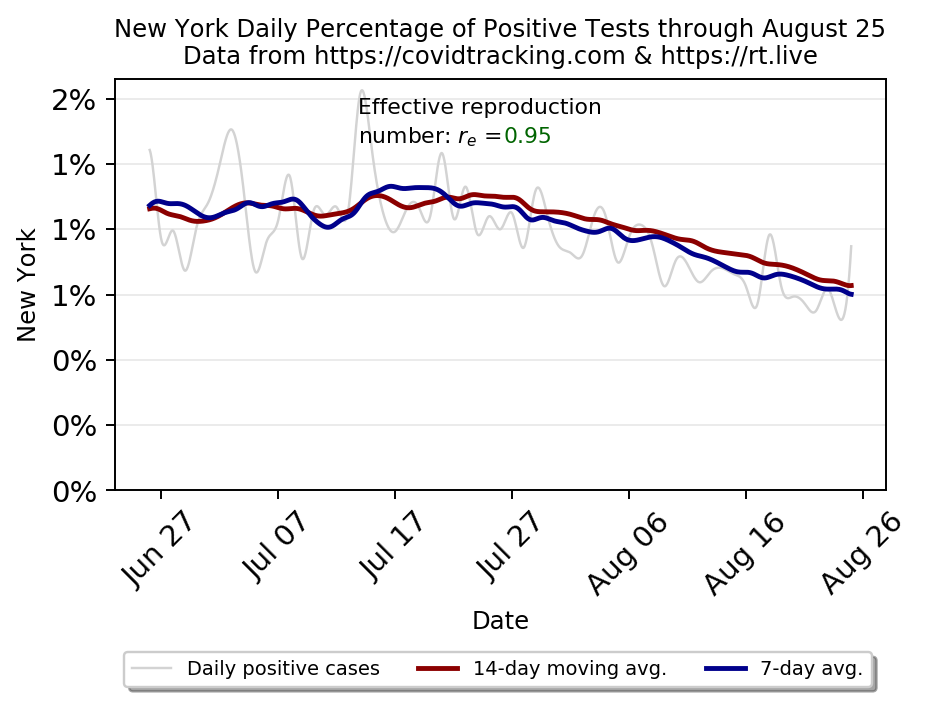 New York Daily Percentage of Positive Tests through August 25
Data from https://covidtracking.com & https://rt.live
2%
1%
1%
1%
0%
0%
0%
New York
Effective reproduction
number: rₑ =0.95
Jun 27
Jul 07
Jul 17
Jul 27
Aug 06
Aug 16
Aug 26
Date
Daily positive cases
14-day moving avg.
7-day avg.